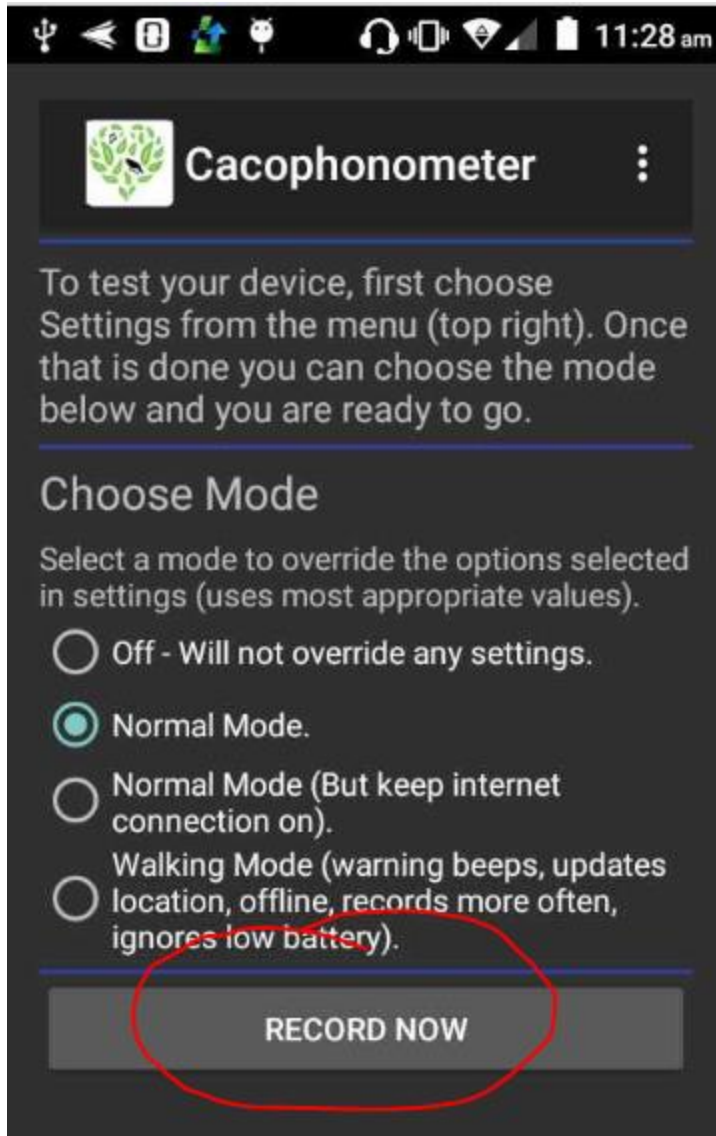 11:28 am
Cacophonometer
To test your device, first choose
Settings from the menu (top right). Once
that is done you can choose the mode
below and you are ready to go.
Choose Mode
Select a mode to override the options selected
in settings (uses most appropriate values).
Off - Will not override any settings.
Normal Mode.
Normal Mode (But keep internet
connection on).
Walking Mode (warning beeps, updates
location, offline, records more often,
ignores low battery).
RECORD NOW